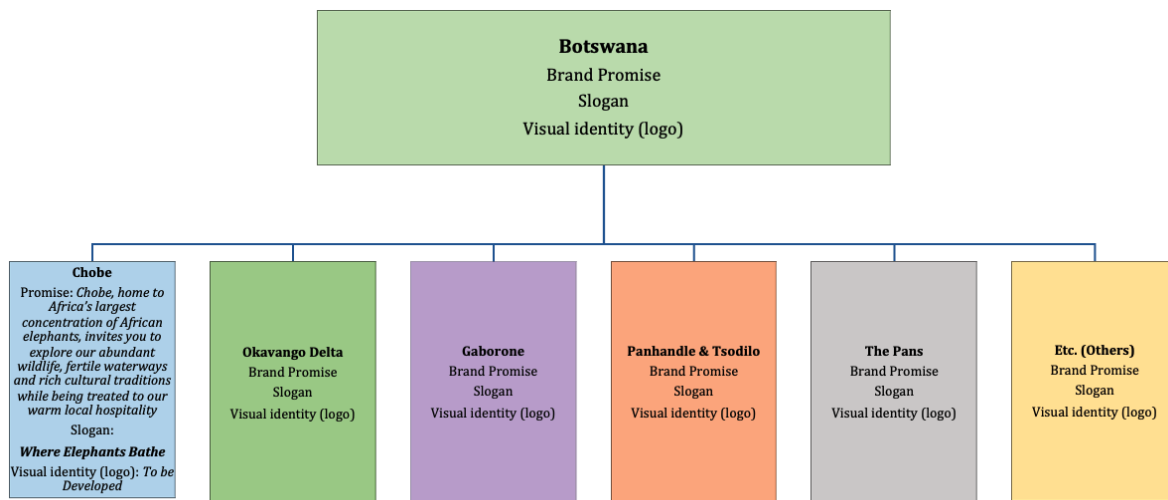 Botswana
Brand Promise
Slogan
Visual identity (logo)
Chobe
Promise: Chobe, home to
Africa's largest
concentration of African
elephants, invites you to
explore our abundant
wildlife, fertile waterways
and rich cultural traditions
while being treated to our
warm local hospitality
Slogan:
Where Elephants Bathe
Visual identity (logo): To be
Developed
Okavango Delta
Brand Promise
Slogan
Visual identity (logo)
Gaborone
Brand Promise
Slogan
Visual identity (logo)
Panhandle & Tsodilo
Brand Promise
Slogan
Visual identity (logo)
The Pans
Brand Promise
Slogan
Visual identity (logo)
Etc. (Others)
Brand Promise
Slogan
Visual identity (logo)